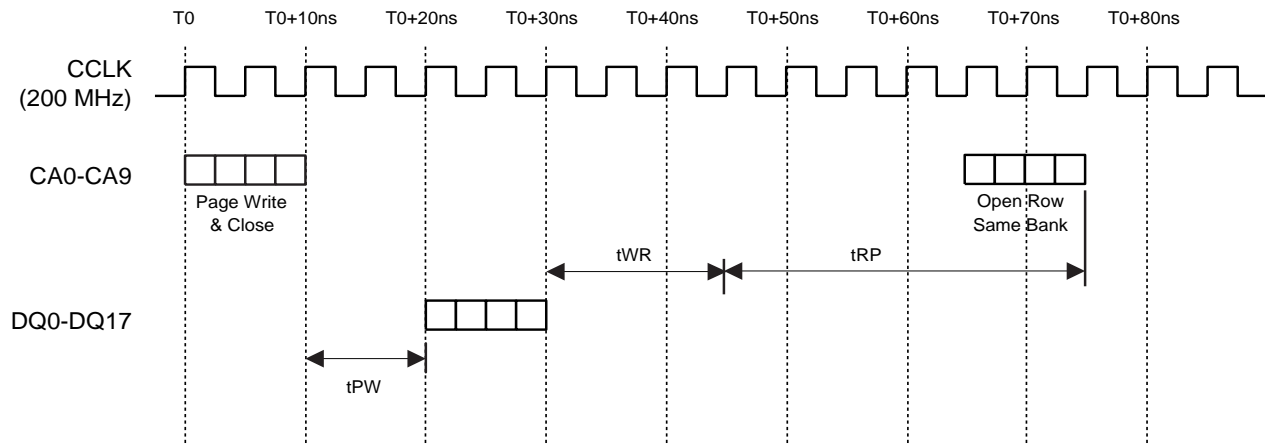 T0 T0+10ns T0+20ns T0+30ns T0+40ns T0+50ns T0+60ns T0+70ns T0+80ns
CCLK
(200 MHz)
CA0-CA9
Page Write
& Close
Open Row
Same Bank
tWR
tRP
DQ0-DQ17
tPW